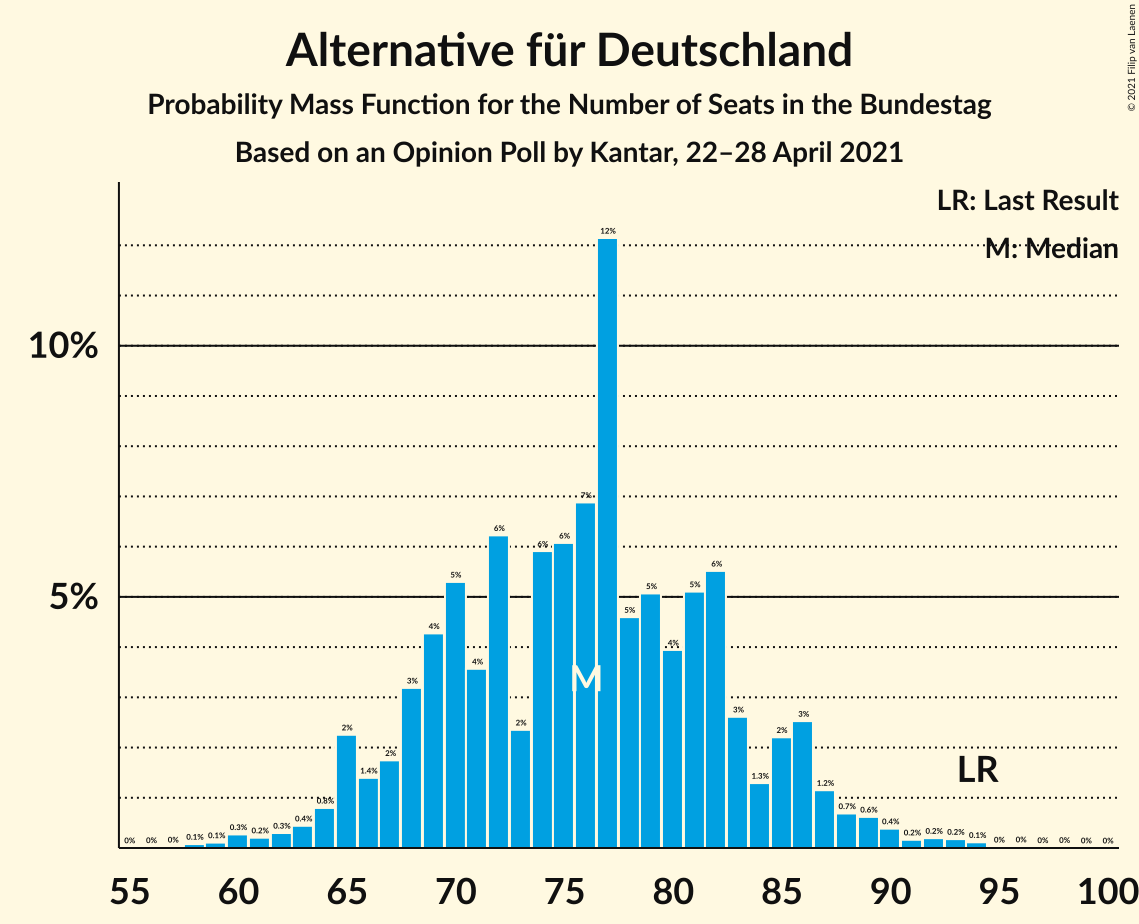 © 2021 Filip van Laenen
Alternative für Deutschland
Probability Mass Function for the Number of Seats in the Bundestag
Based on an Opinion Poll by Kantar, 22–28 April 2021
LR: Last Result
M: Median
10%
5%
0% 0% 0% 0.1% 0.1% 0.3% 0.2% 0.3% 0.4% 0.8% 2% 1.4% 2% 3% 4% 5% 4% 6% 2% 6% 6% 7% 12% 5% 5% 4% 5% 6% 3% 1.3% 2% 3% 1.2% 0.7% 0.6% 0.4% 0.2% 0.2% 0.2% 0.1% 0% 0% 0% 0% 0% 0%
M
LR
55 60 65 70 75 80 85 90 95 100